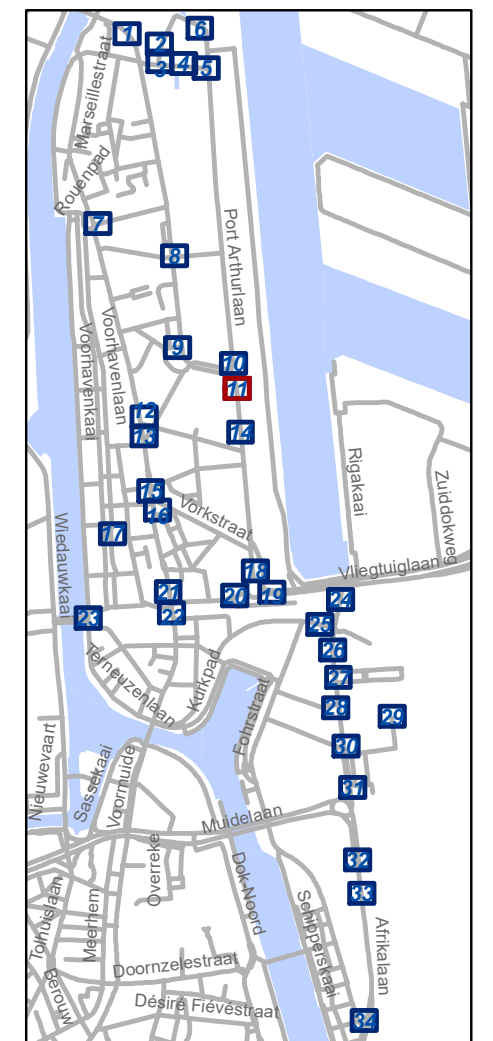 1
2
3
4
5
6
Marseillestraat
Rouenpad
7
8
Port Arthurlaan
Voorhavenlaan
Voorhavenkaai
9
10
11
12
13
14
15
16
17
Vorkstraat
Rigakaai
Zuiddokweg
Wiedauwkaai
Vliegtuiglaan
18
19
20
21
22
23
24
25
26
27
28
29
30
31
Terneuzenlaan
Kurkpad
Fohrstraat
Nieuwevaart
Sassekaai
Voormuide
Muidelaan
32
33
Overreke
Dok-Noord
Tolhuislaan
Meerhem
Schipperskaai
Afrikalaan
Doornzelestraat
Berouw
Désiré Fiévéstraat
34